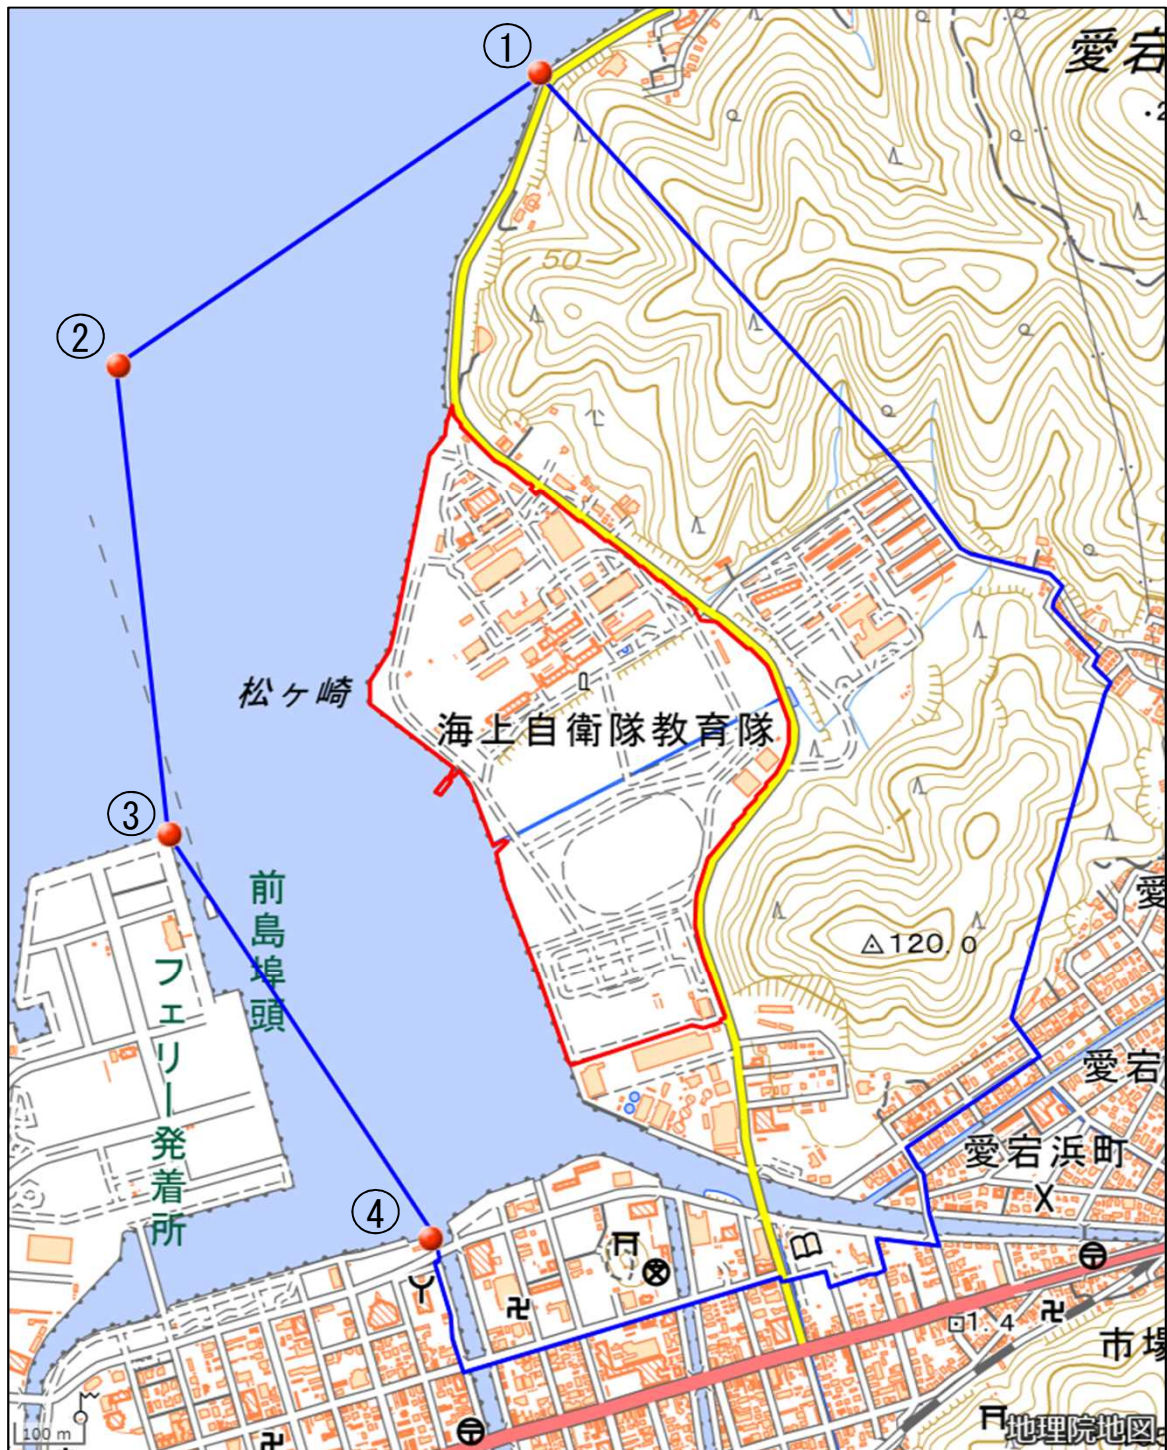 ①
愛宕
50
②
松ヶ崎
海上自衛隊教育隊
③
前島埠頭
フェリー発着所
120.0
愛宕
愛宕浜町
④
1.4
市場
100 m
地理院地図